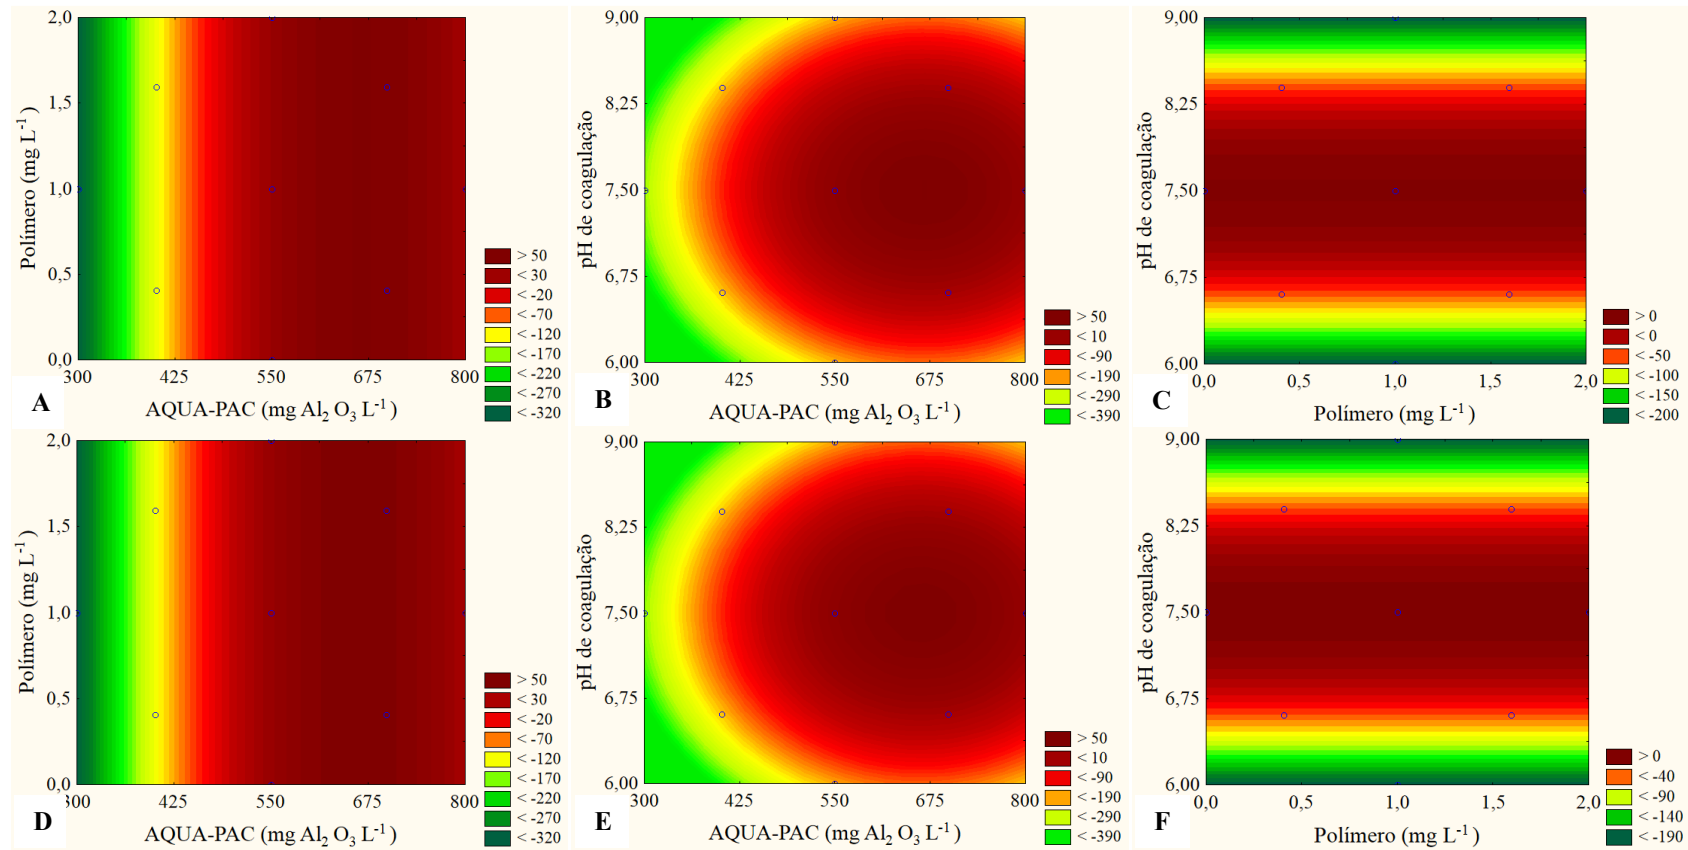 Polímero (mg L-1 )
2,0
1,5
1,0
0,5
0,0
300 425 550 675 800
AQUA-PAC (mg Al2 O3 L-1 )
> 50
< 30
< -20
< -70
< -120
< -170
< -220
< -270
< -320
A
pH de coagulação
9,00
8,25
7,50
6,75
6,00
300 425 550 675 800
AQUA-PAC (mg Al2 O3 L-1 )
> 50
< 10
< -90
< -190
< -290
< -390
B
pH de coagulação
9,00
8,25
7,50
6,75
6,00
0,0 0,5 1,0 1,5 2,0
Polímero (mg L-1 )
> 0
< 0
< -50
< -100
< -150
< -200
C
Polímero (mg L-1 )
2,0
1,5
1,0
0,5
0,0
300 425 550 675 800
AQUA-PAC (mg Al2 O3 L-1 )
> 50
< 30
< -20
< -70
< -120
< -170
< -220
< -270
< -320
D
pH de coagulação
9,00
8,25
7,50
6,75
6,00
300 425 550 675 800
AQUA-PAC (mg Al2 O3 L-1 )
> 50
< 10
< -90
< -190
< -290
< -390
E
pH de coagulação
9,00
8,25
7,50
6,75
6,00
0,0 0,5 1,0 1,5 2,0
Polímero (mg L-1 )
> 0
< -40
< -90
< -140
< -190
F